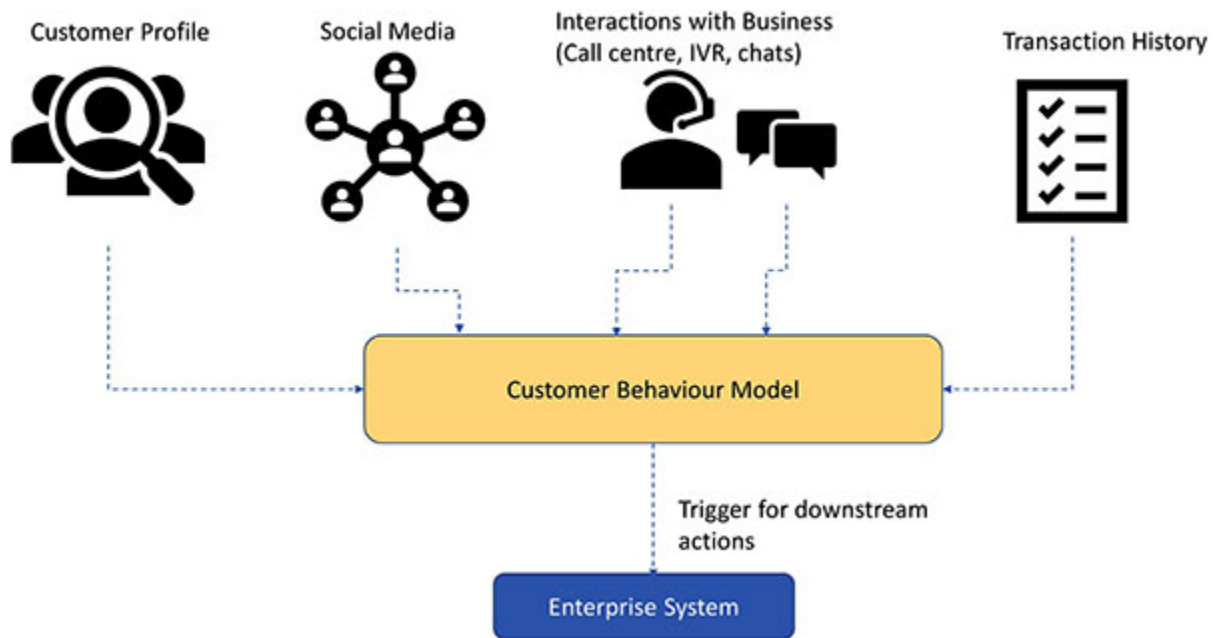 Customer Profile
Social Media
Interactions with Business
(Call centre, IVR, chats)
Transaction History
Customer Behaviour Model
Trigger for downstream
actions
Enterprise System